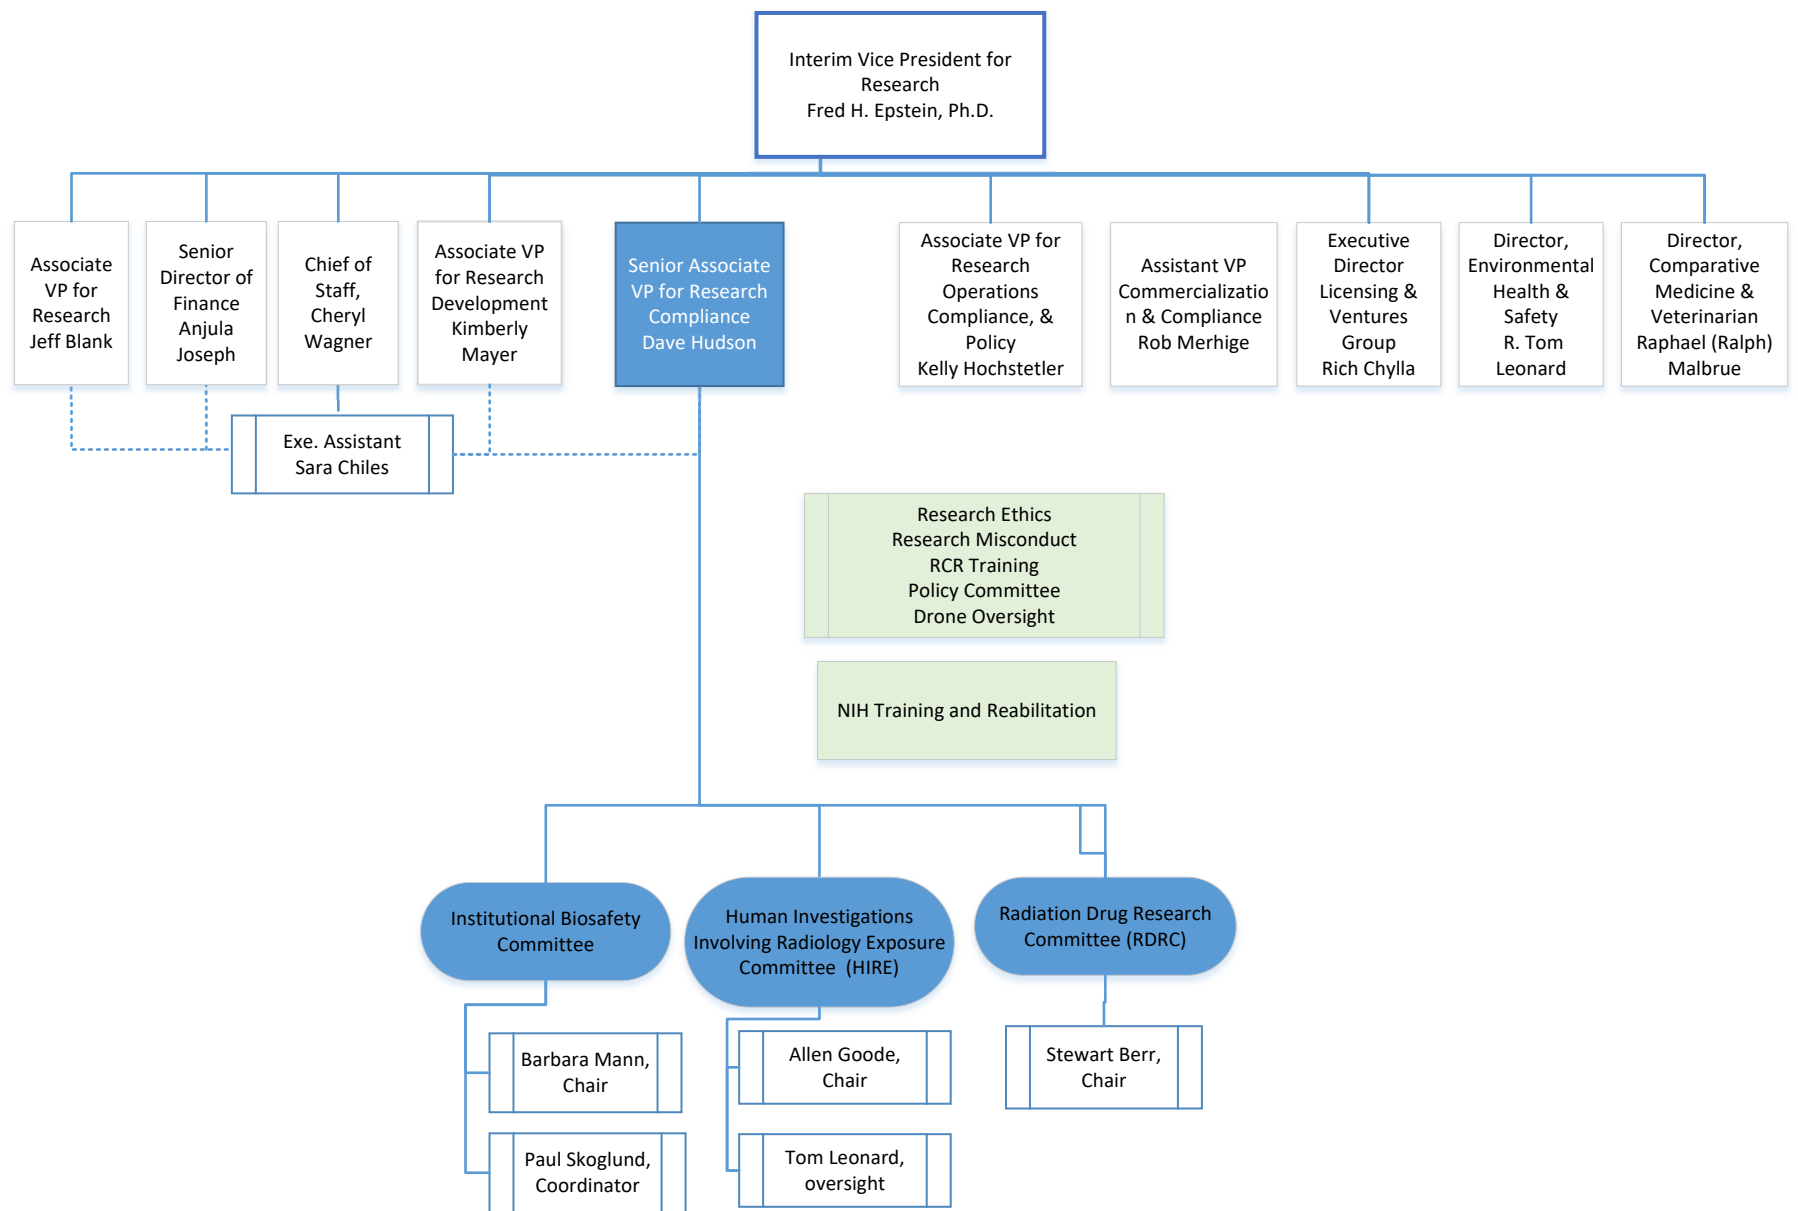 Interim Vice President for
Research
Fred H. Epstein, Ph.D.
Associate
VP for
Research
Jeff Blank
Senior
Director of
Finance
Anjula
Joseph
Chief of
Staff,
Cheryl
Wagner
Associate VP
for Research
Development
Kimberly
Mayer
Senior Associate
VP for Research
Compliance
Dave Hudson
Associate VP for
Research
Operations
Compliance, &
Policy
Kelly Hochstetler
Assistant VP
Commercializatio
n & Compliance
Rob Merhige
Executive
Director
Licensing &
Ventures
Group
Rich Chylla
Director,
Environmental
Health &
Safety
R. Tom
Leonard
Director,
Comparative
Medicine &
Veterinarian
Raphael (Ralph)
Malbrue
Exe. Assistant
Sara Chiles
Research Ethics
Research Misconduct
RCR Training
Policy Committee
Drone Oversight
NIH Training and Reabilitation
Institutional Biosafety
Committee
Human Investigations
Involving Radiology Exposure
Committee (HIRE)
Radiation Drug Research
Committee (RDRC)
Barbara Mann,
Chair
Paul Skoglund,
Coordinator
Allen Goode,
Chair
Tom Leonard,
oversight
Stewart Berr,
Chair